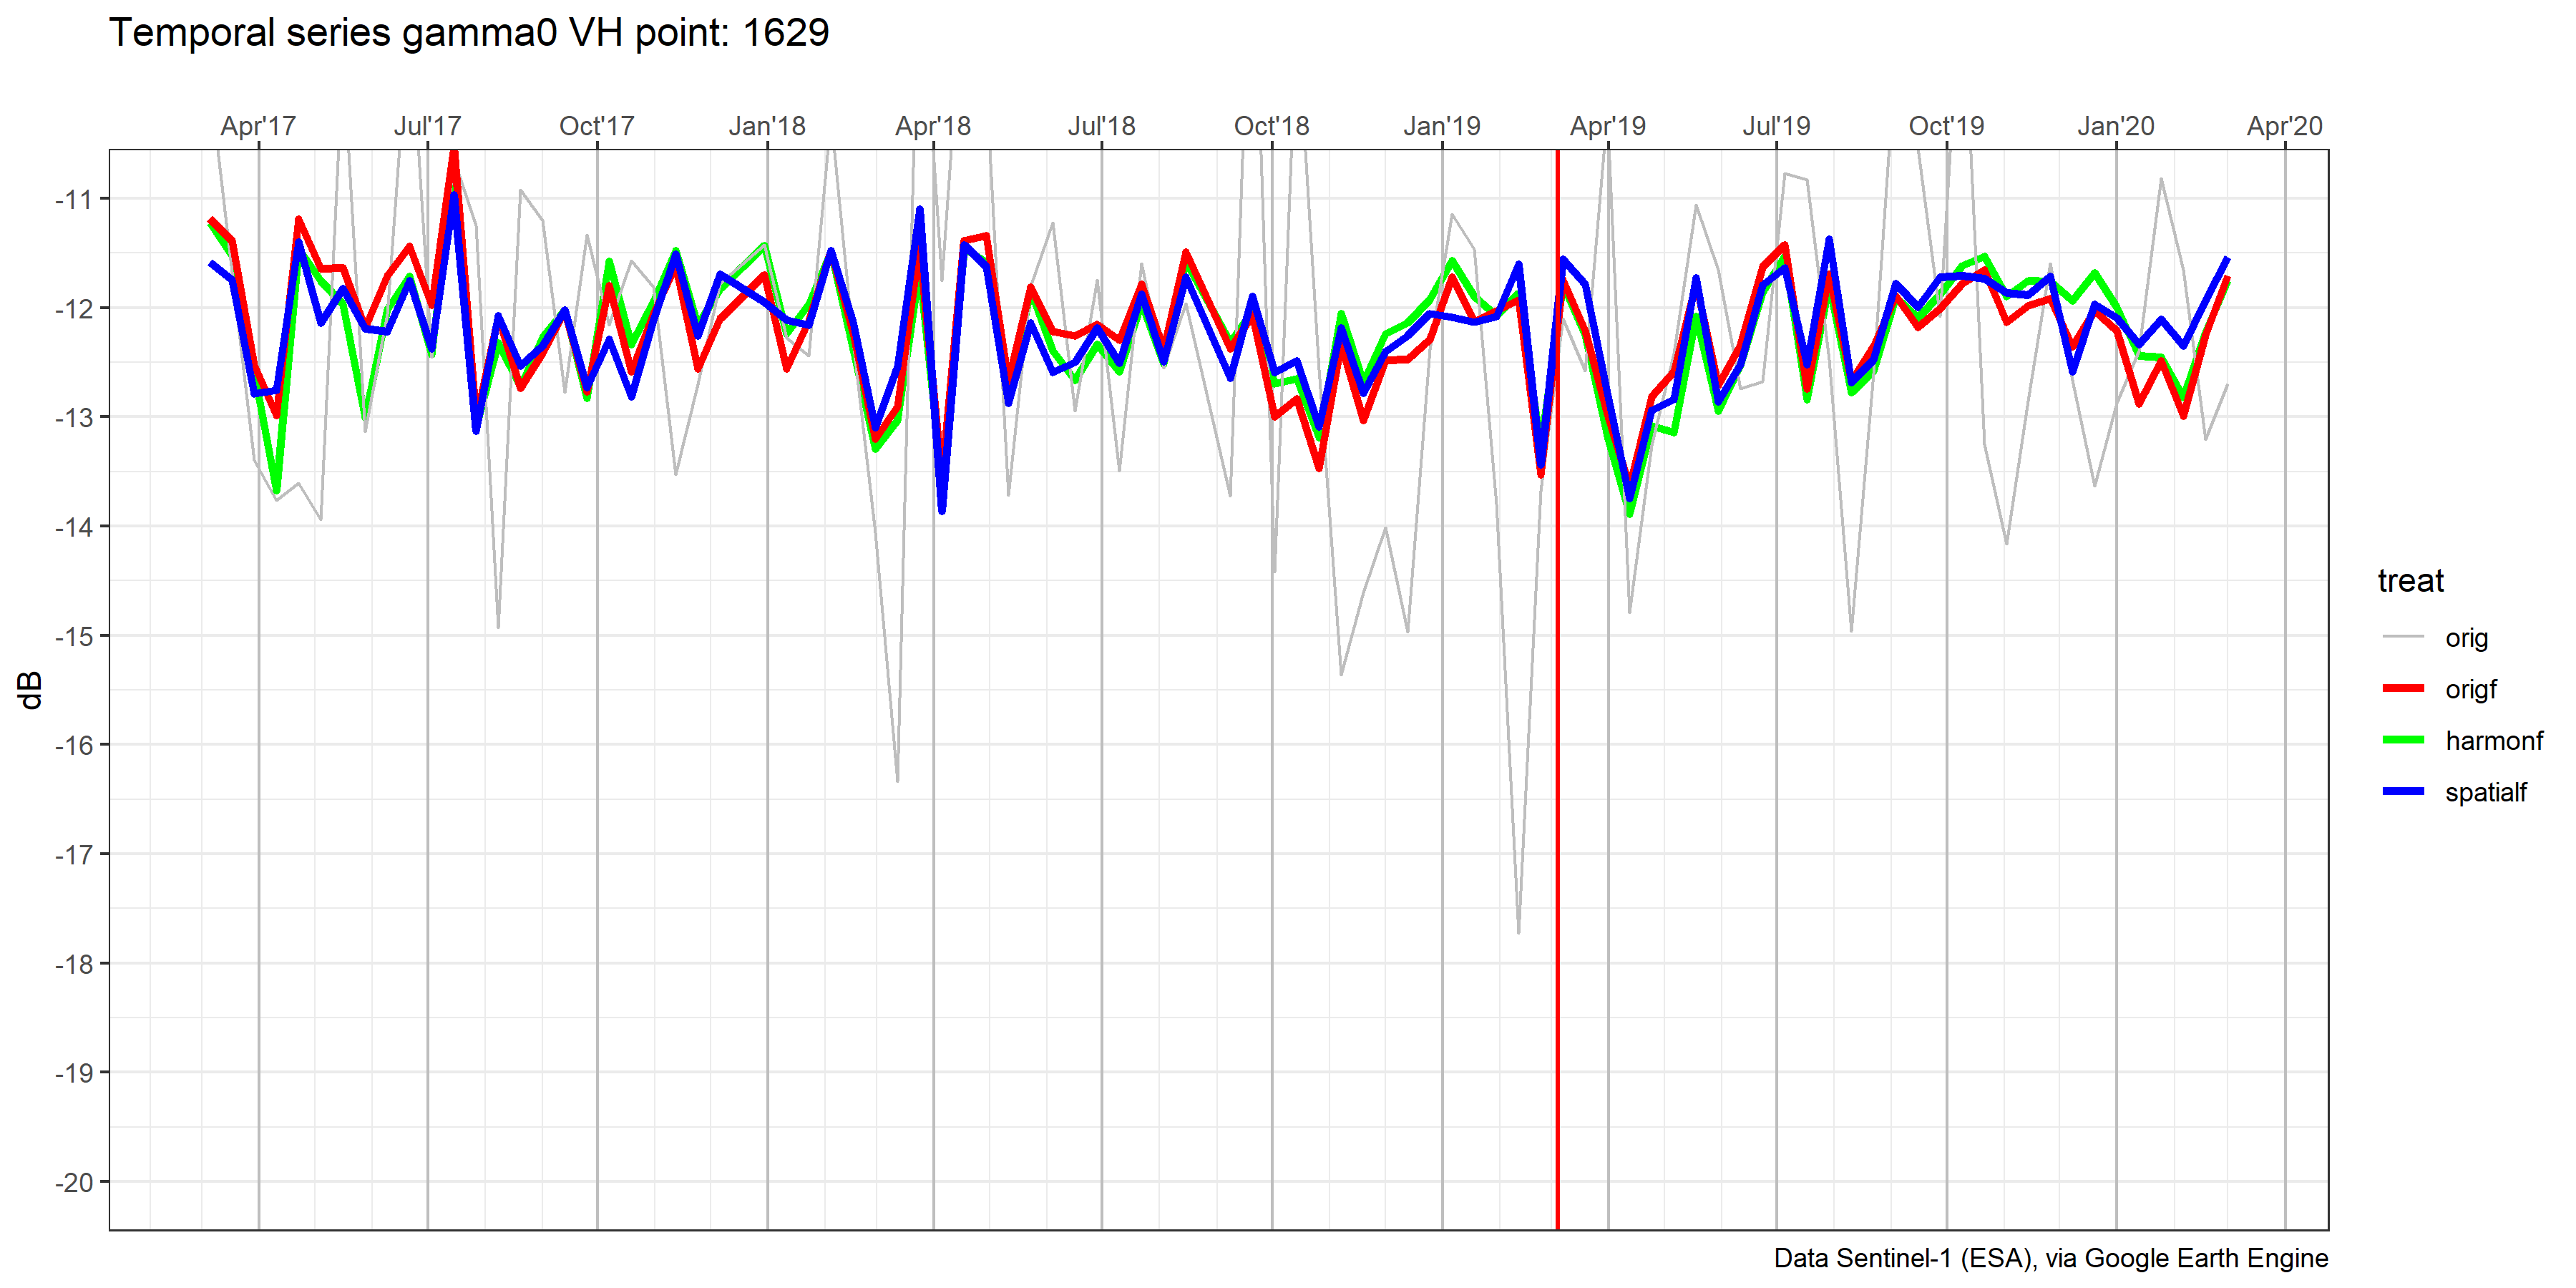 Temporal series gamma0 VH point: 1629
Apr'17 Jul'17 Oct'17 Jan'18 Apr'18 Jul'18 Oct'18 Jan'19 Apr'19 Jul'19 Oct'19 Jan'20 Apr'20
-11
-12
-13
-14
-15
-16
-17
-18
-19
-20
dB
treat
orig
origf
harmonf
spatialf
Data Sentinel-1 (ESA), via Google Earth Engine